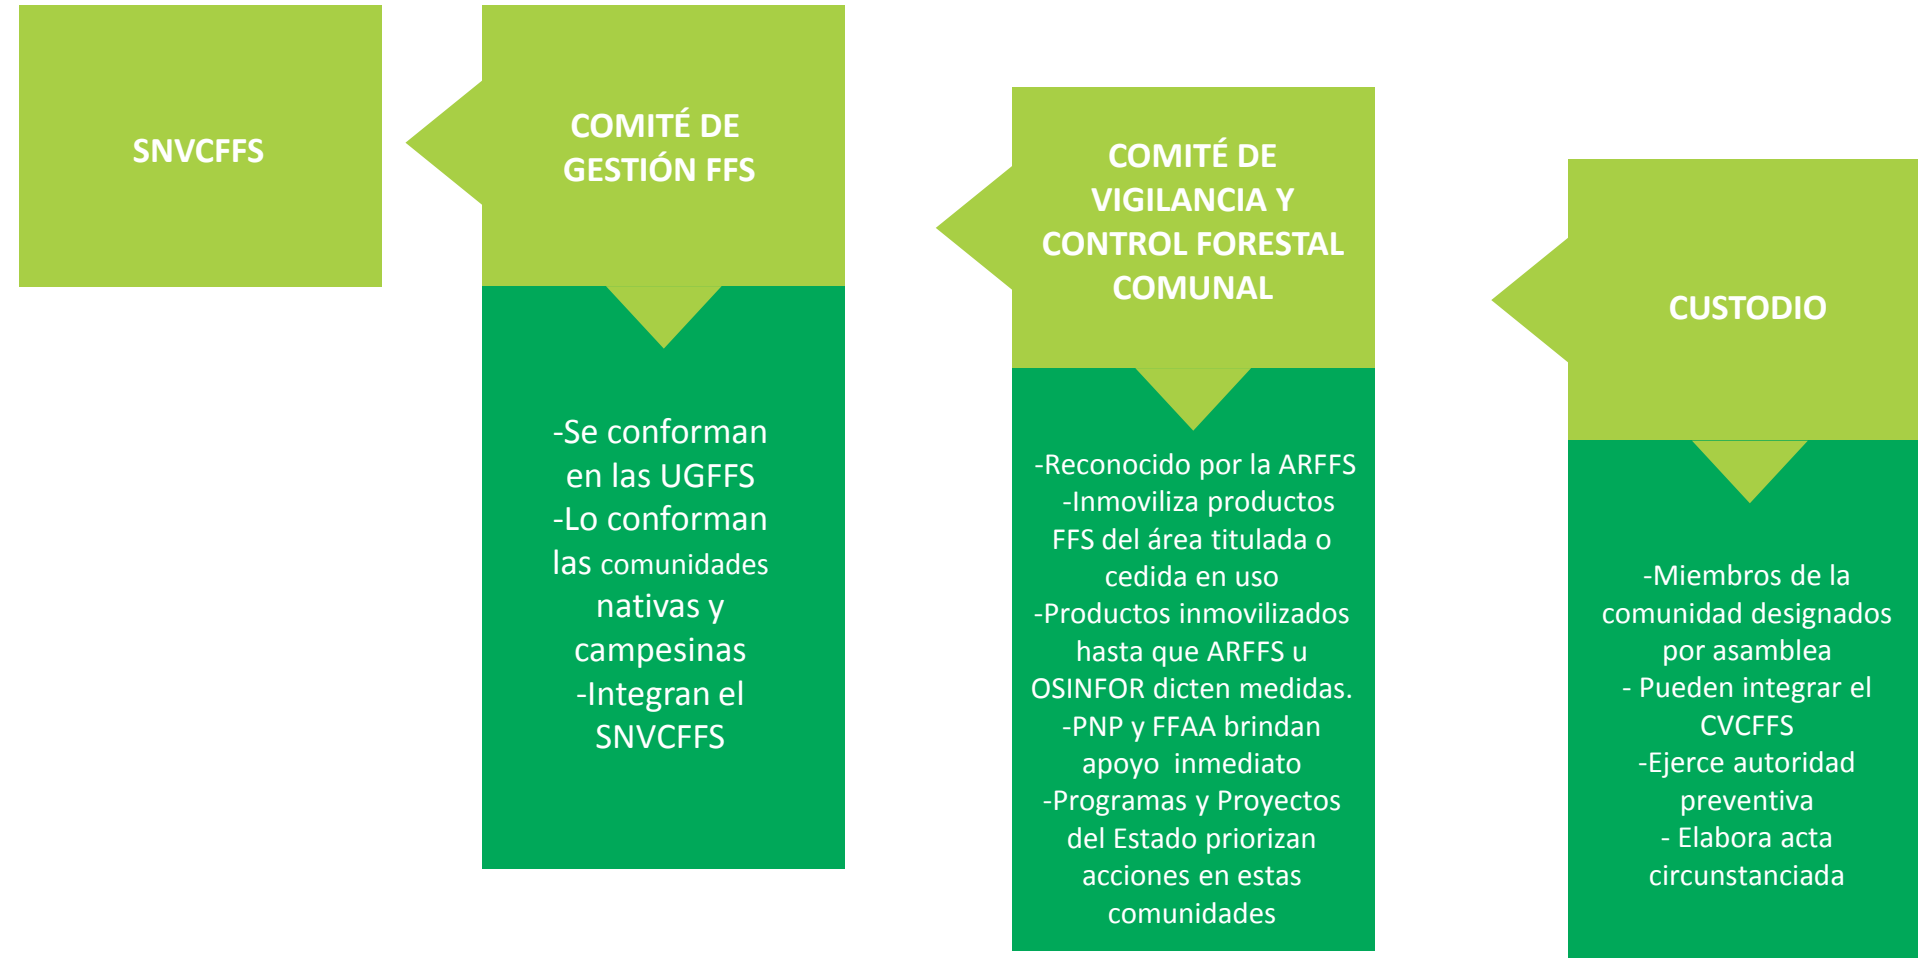 SNVCFFS
COMITÉ DE
GESTIÓN FFS
-Se conforman
en las UGFFS
-Lo conforman
las comunidades
nativas y
campesinas
-Integran el
SNVCFFS
COMITÉ DE
VIGILANCIA Y
CONTROL FORESTAL
COMUNAL
-Reconocido por la ARFFS
-Inmoviliza productos
FFS del área titulada o
cedida en uso
-Productos inmovilizados
hasta que ARFFS u
OSINFOR dicten medidas.
-PNP y FFAA brindan
apoyo inmediato
-Programas y Proyectos
del Estado priorizan
acciones en estas
comunidades
CUSTODIO
-Miembros de la
comunidad designados
por asamblea
- Pueden integrar el
CVCFFS
-Ejerce autoridad
preventiva
- Elabora acta
circunstanciada